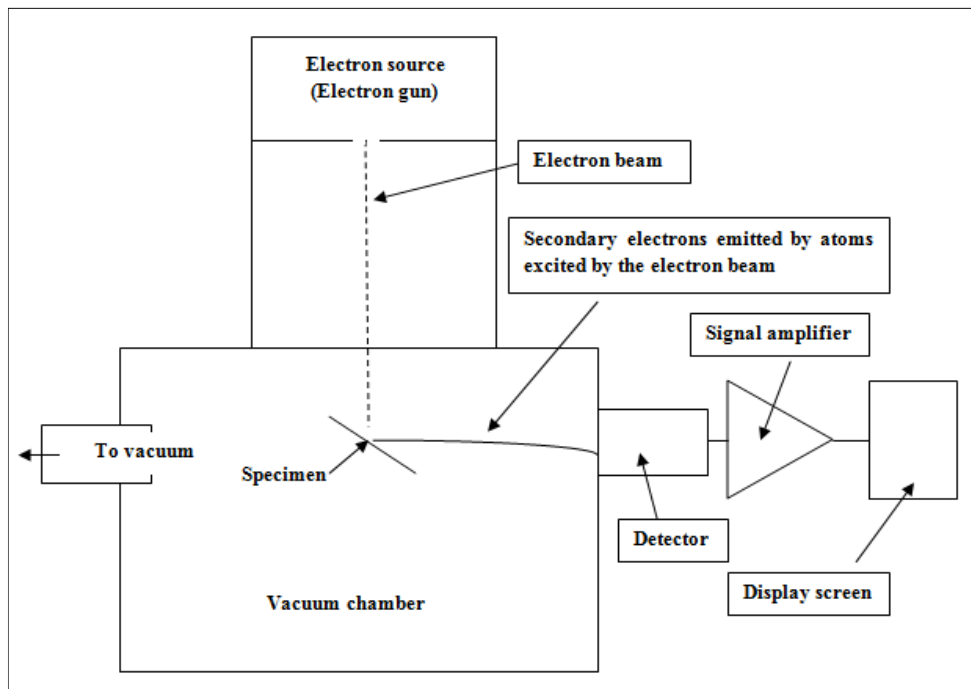 Electron source
(Electron gun)
Electron beam
Secondary electrons emitted by atoms
excited by the electron beam
Signal amplifier
To vacuum
Specimen
Detector
Display screen
Vacuum chamber